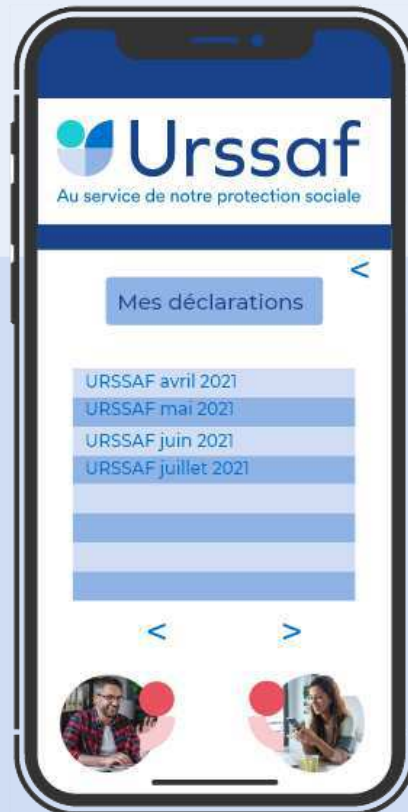 Urssaf
Au service de notre protection sociale
<
Mes déclarations
URSSAF avril 2021
URSSAF mai 2021
URSSAF juin 2021
URSSAF juillet 2021
< >